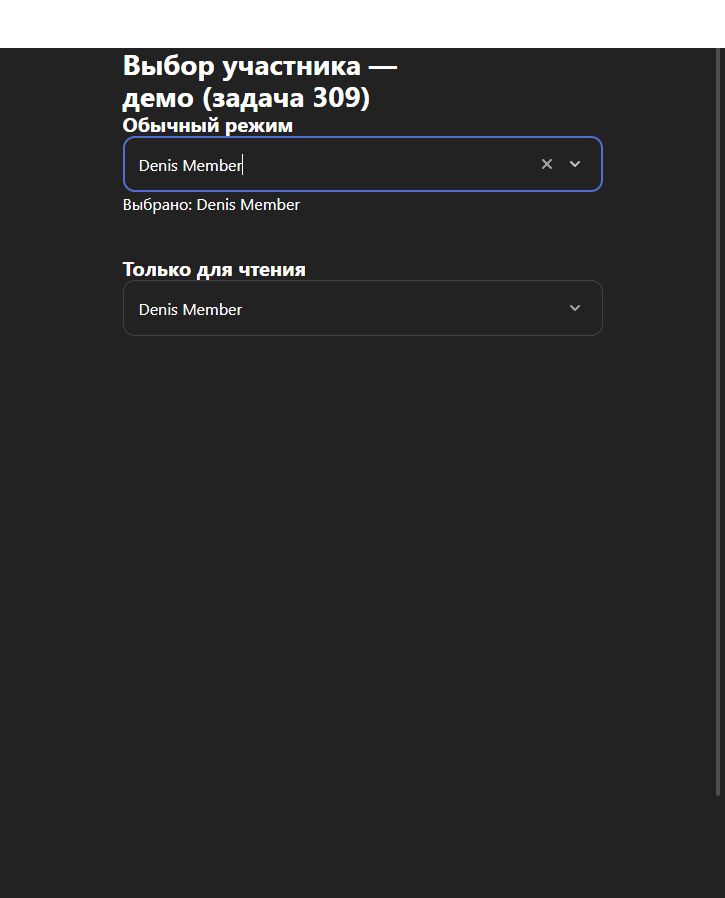 Выбор участника —
демо (задача 309)
Обычный режим
Denis Member
Выбрано: Denis Member
Только для чтения
Denis Member